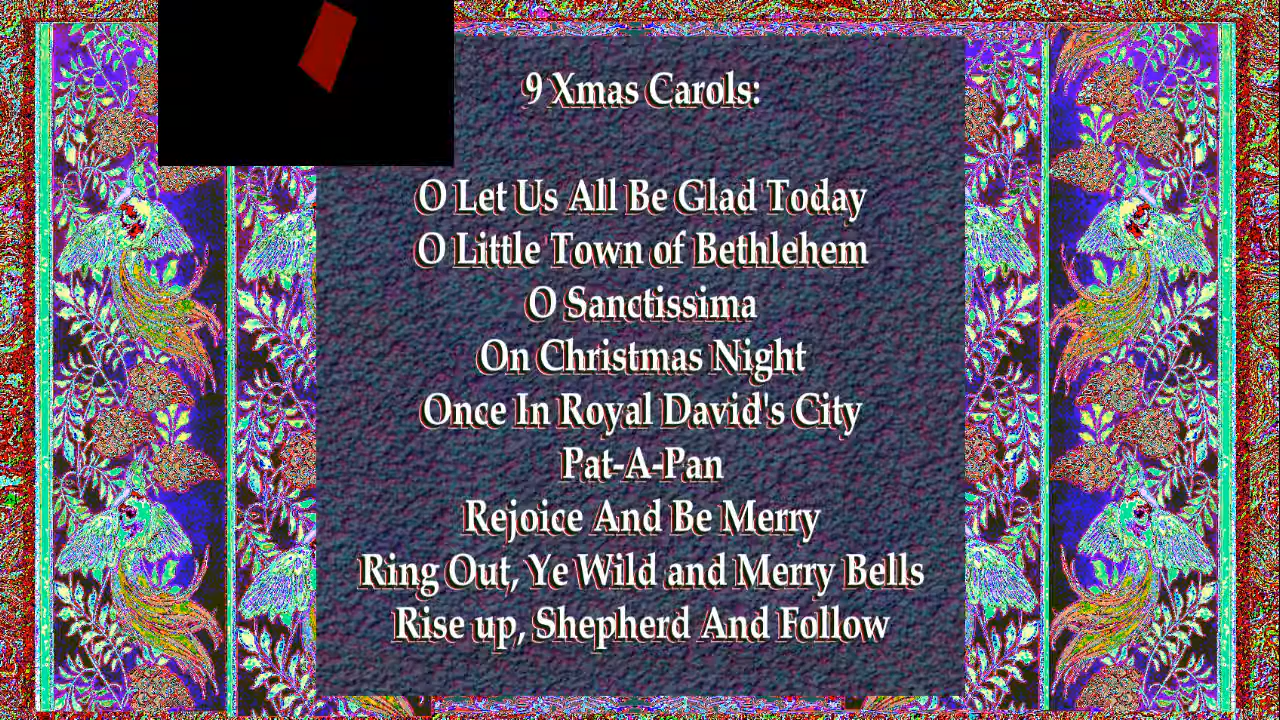 9 Xmas Carols:
O Let Us All Be Glad Today
O Little Town of Bethlehem
O Sanctissima
On Christmas Night
Once In Royal David's City
Pat-A-Pan
Rejoice And Be Merry
Ring Out, Ye Wild and Merry Bells
Rise up, Shepherd And Follow